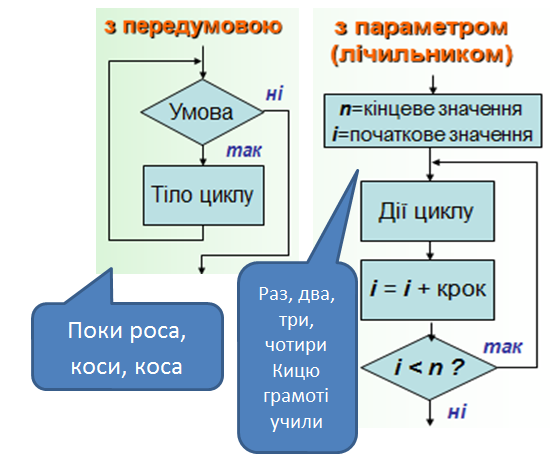 з передумовою
Умова
ні
так
Тіло циклу
Поки роса,
коси, коса
з параметром
(лічильником)
n=кінцеве значення
i=початкове значення
Дії циклу
i = i + крок
i < n ?
так
ні
Раз, два,
три,
чотири
Кицю
грамоті
учили